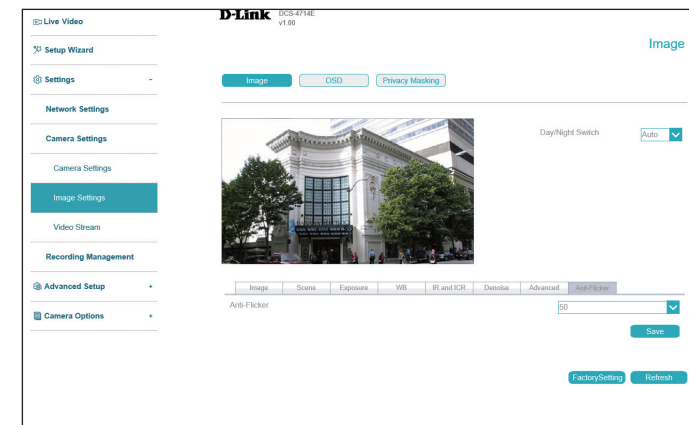 Live Video
Setup Wizard
Settings -
Network Settings
Camera Settings
Camera Settings
Image Settings
Video Stream
Recording Management
Advanced Setup +
Camera Options +
D-Link DCS-4714E
v1.00
Image
Image OSD Privacy Masking
Day/Night Switch Auto
Image Scene Exposure WB IR and ICR Denoise Advanced Anti-Flicker
Anti-Flicker 50
Save
FactorySetting Refresh